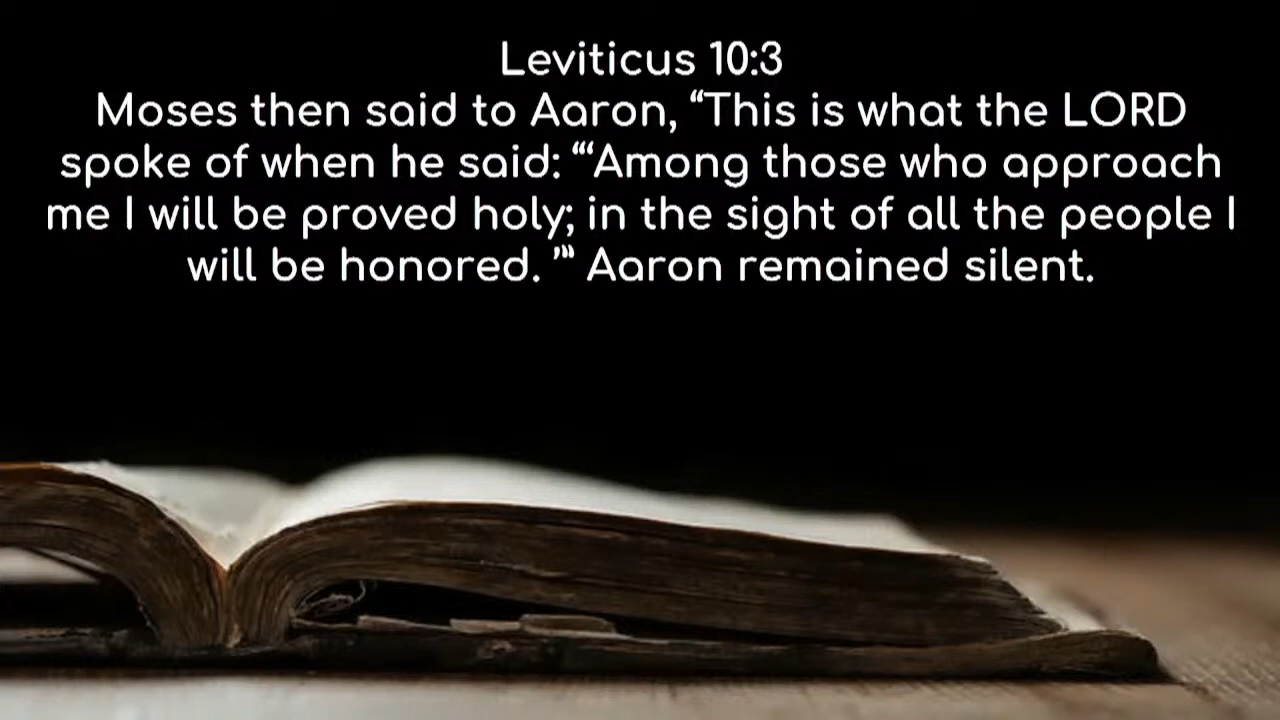 Leviticus 10:3
Moses then said to Aaron, “This is what the LORD
spoke of when he said: “‘Among those who approach
me I will be proved holy; in the sight of all the people I
will be honored. ’” Aaron remained silent.